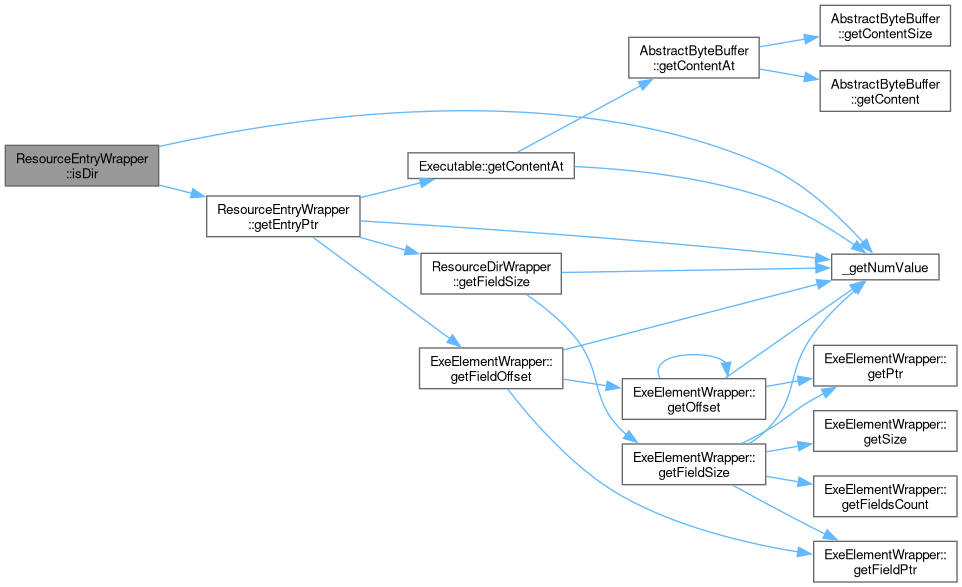 ResourceEntryWrapper
::isDir
ResourceEntryWrapper
::getEntryPtr
Executable::getContentAt
AbstractByteBuffer
::getContentAt
AbstractByteBuffer
::getContentSize
AbstractByteBuffer
::getContent
_getNumValue
ResourceDirWrapper
::getFieldSize
ExeElementWrapper::
getFieldOffset
ExeElementWrapper::
getOffset
ExeElementWrapper::
getFieldSize
ExeElementWrapper::
getPtr
ExeElementWrapper::
getSize
ExeElementWrapper::
getFieldsCount
ExeElementWrapper::
getFieldPtr